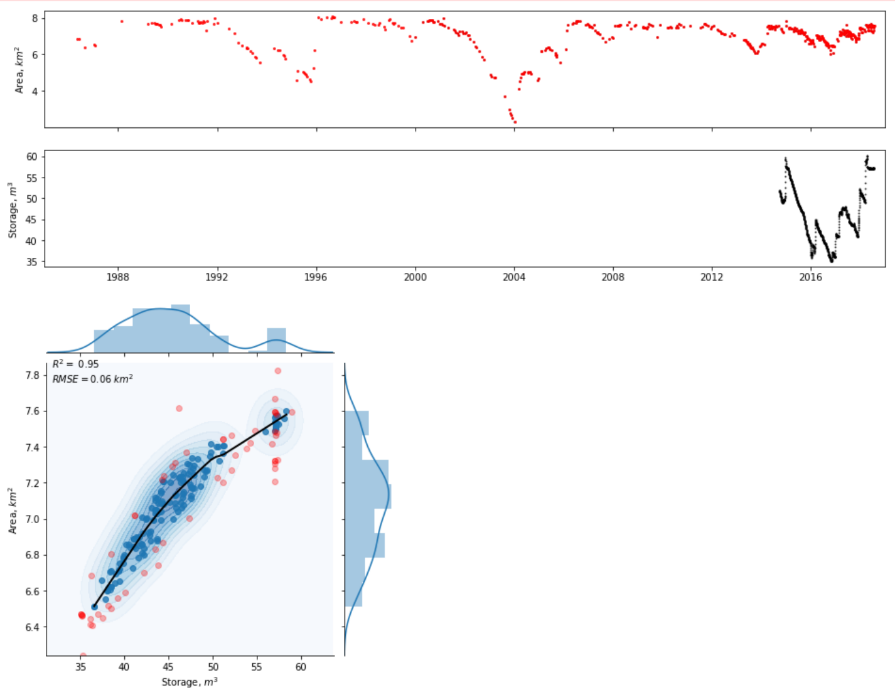 8
6
4
Area, km²
60
55
50
45
40
35
Storage, m³
1988 1992 1996 2000 2004 2008 2012 2016
R² = 0.95
RMSE = 0.06 km²
7.8
7.6
7.4
7.2
7.0
6.8
6.6
6.4
Area, km²
35 40 45 50 55 60
Storage, m³